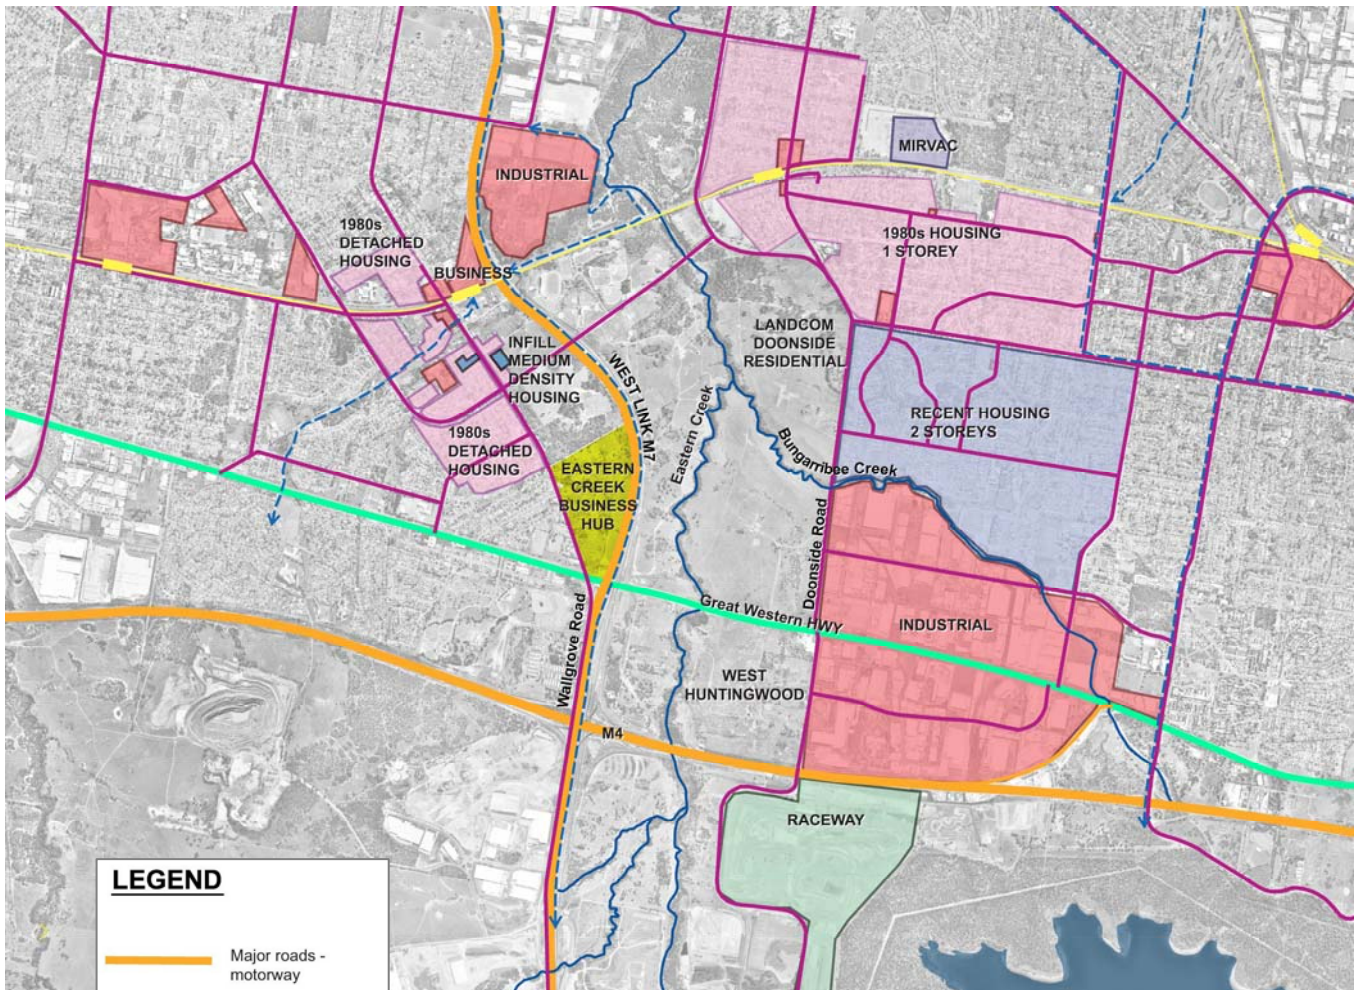 MIRVAC
INDUSTRIAL
1980s
DETACHED
HOUSING
1980s HOUSING
1 STOREY
BUSINESS
LANDCOM
DOONSIDE
RESIDENTIAL
INFILL
MEDIUM
DENSITY
HOUSING
WEST LINK M7
Eastern Creek
RECENT HOUSING
2 STOREYS
1980s
DETACHED
HOUSING
Bungarribee Creek
EASTERN
CREEK
BUSINESS
HUB
Doonside Road
Great Western HWY
INDUSTRIAL
Wallgrove Road
WEST
HUNTINGWOOD
M4
RACEWAY
LEGEND
Major roads -
motorway